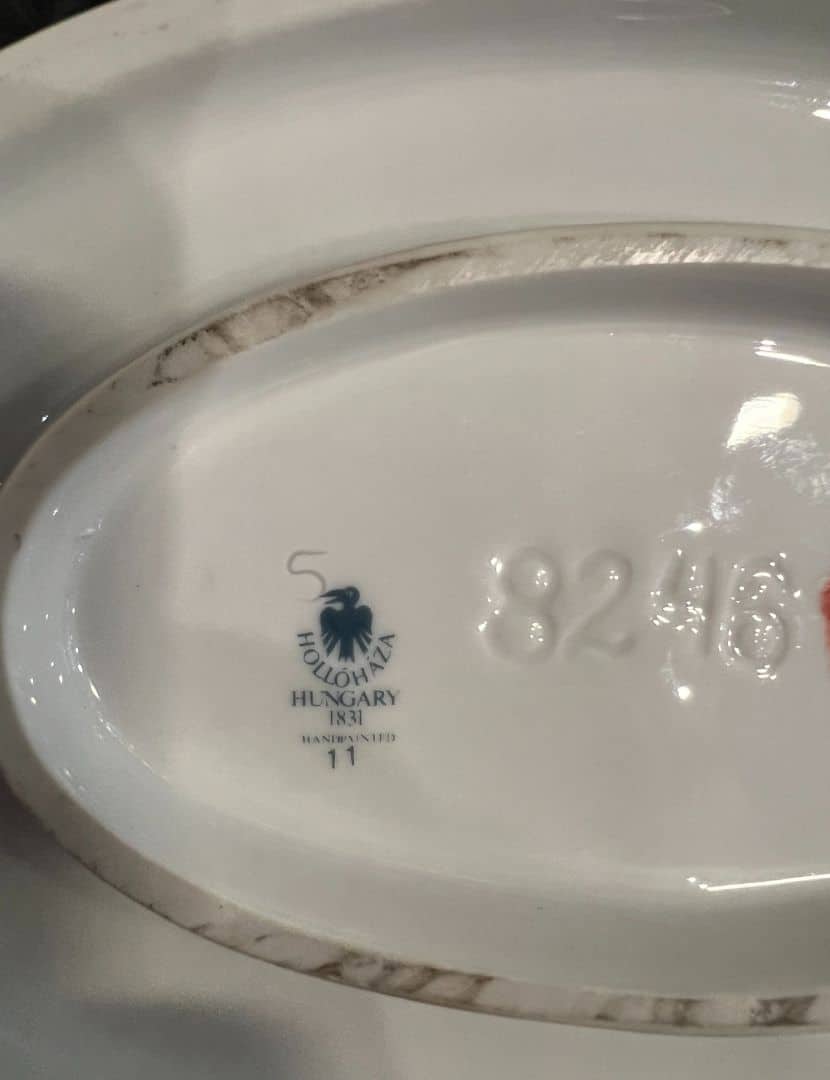 5
HOLLÓHÁZA
HUNGARY
1831
HANDPAINTED
11
8246